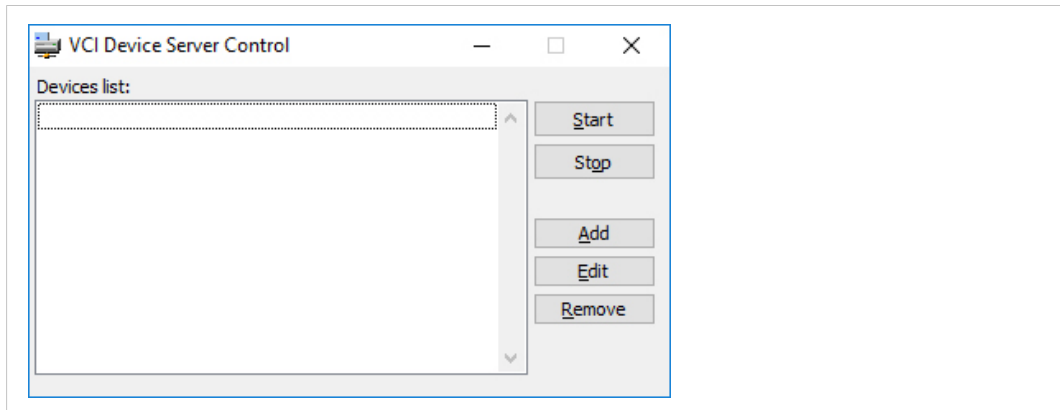 VCI Device Server Control
Devices list:
Start
Stop
Add
Edit
Remove